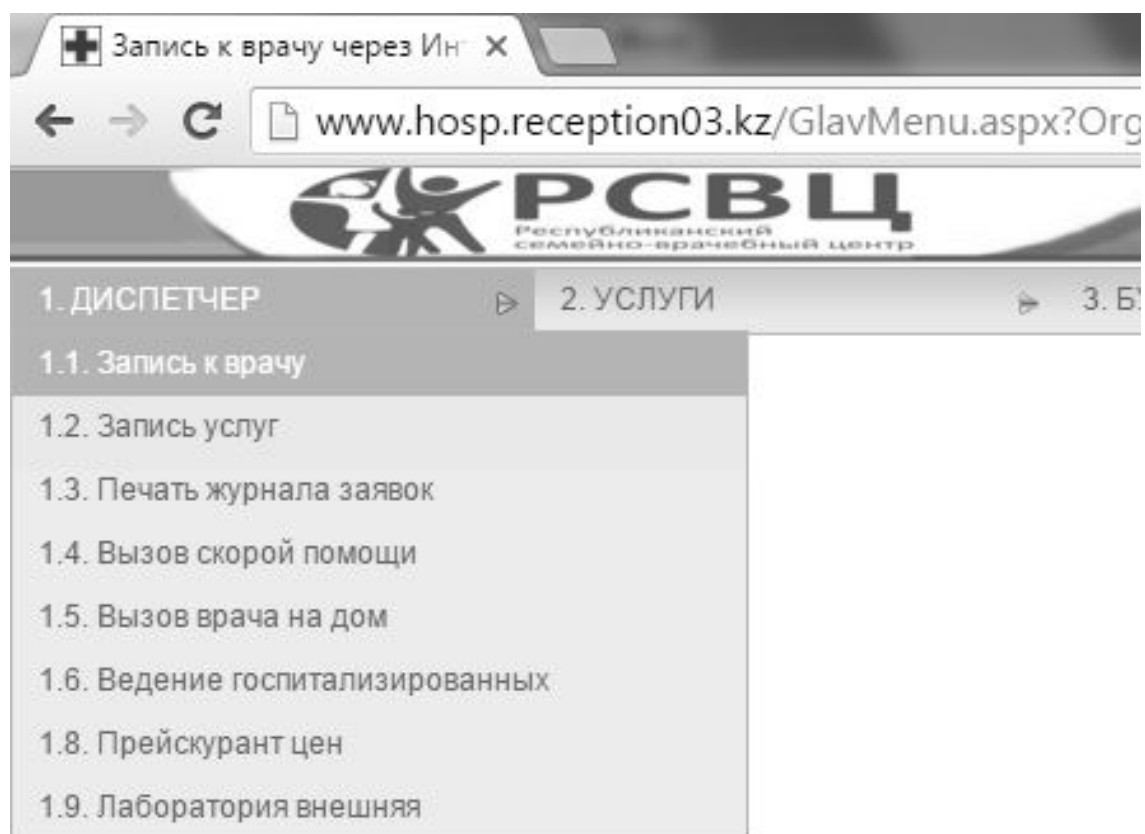 Запись к врачу через Ин
www.hosp.reception03.kz/GlavMenu.aspx?Org
РСВЦ
Республиканский
семейно-врачебный центр
1. ДИСПЕТЧЕР 2. УСЛУГИ 3. БУ
1.1. Запись к врачу
1.2. Запись услуг
1.3. Печать журнала заявок
1.4. Вызов скорой помощи
1.5. Вызов врача на дом
1.6. Ведение госпитализированных
1.8. Прейскурант цен
1.9. Лаборатория внешняя